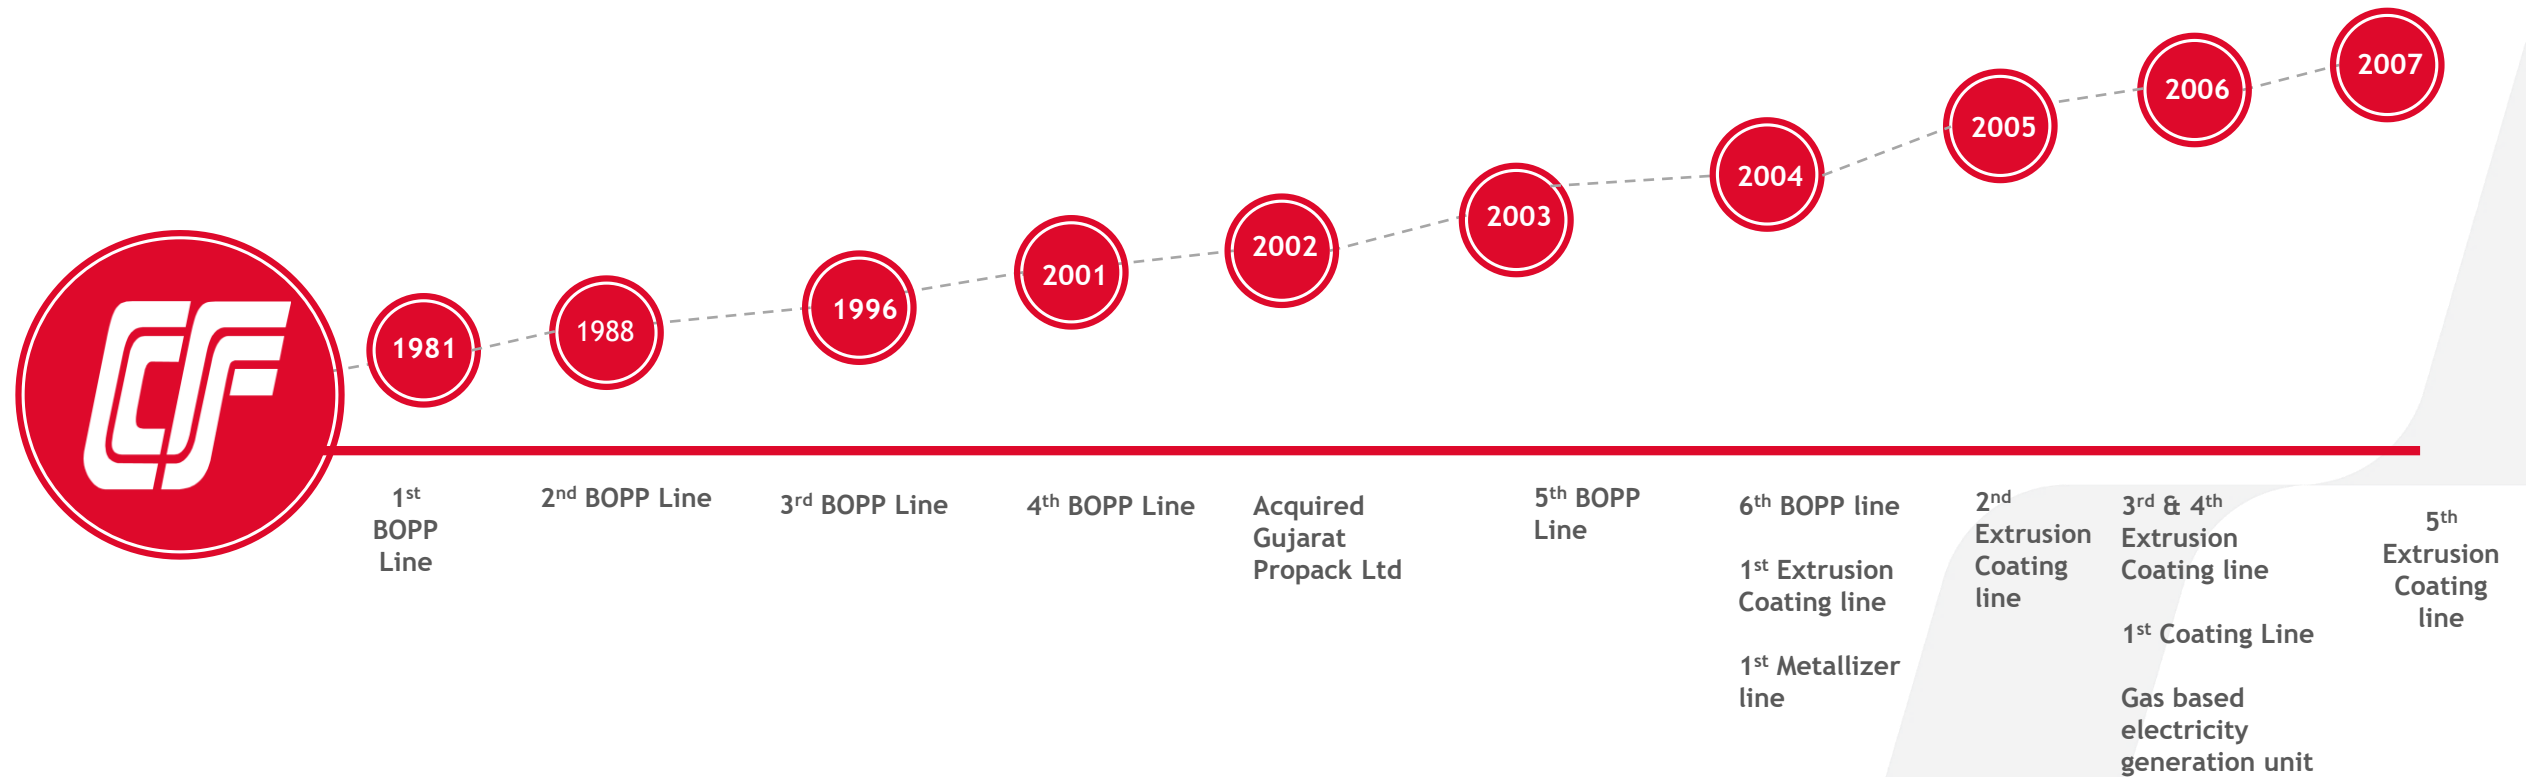 1981
1988
1996
2001
2002
2003
2004
2005
2006
2007
CF
1st
BOPP
Line
2nd BOPP Line
3rd BOPP Line
4th BOPP Line
Acquired
Gujarat
Propack Ltd
5th BOPP
Line
6th BOPP line
1st Extrusion
Coating line
1st Metallizer
line
2nd
Extrusion
Coating
line
3rd & 4th
Extrusion
Coating line
1st Coating Line
Gas based
electricity
generation unit
5th
Extrusion
Coating
line